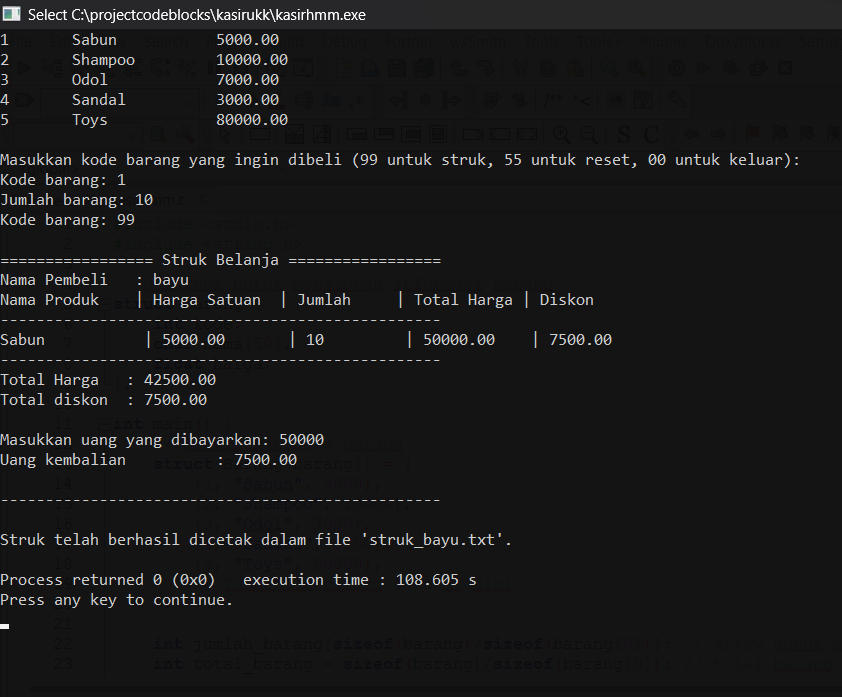 Select C:\projectcodeblocks\kasirukk\kasirhmm.exe
1 Sabun 5000.00
2 Shampoo 10000.00
3 Odol 7000.00
4 Sandal 3000.00
5 Toys 80000.00
Masukkan kode barang yang ingin dibeli (99 untuk struk, 55 untuk reset, 00 untuk keluar):
Kode barang: 1
Jumlah barang: 10
Kode barang: 99
================= Struk Belanja =================
Nama Pembeli : bayu
Nama Produk | Harga Satuan | Jumlah | Total Harga | Diskon
-------------------------------------------------
Sabun | 5000.00 | 10 | 50000.00 | 7500.00
-------------------------------------------------
Total Harga : 42500.00
Total diskon : 7500.00
Masukkan uang yang dibayarkan: 50000
Uang kembalian : 7500.00
-------------------------------------------------
Struk telah berhasil dicetak dalam file 'struk_bayu.txt'.
Process returned 0 (0x0) execution time : 108.605 s
Press any key to continue.